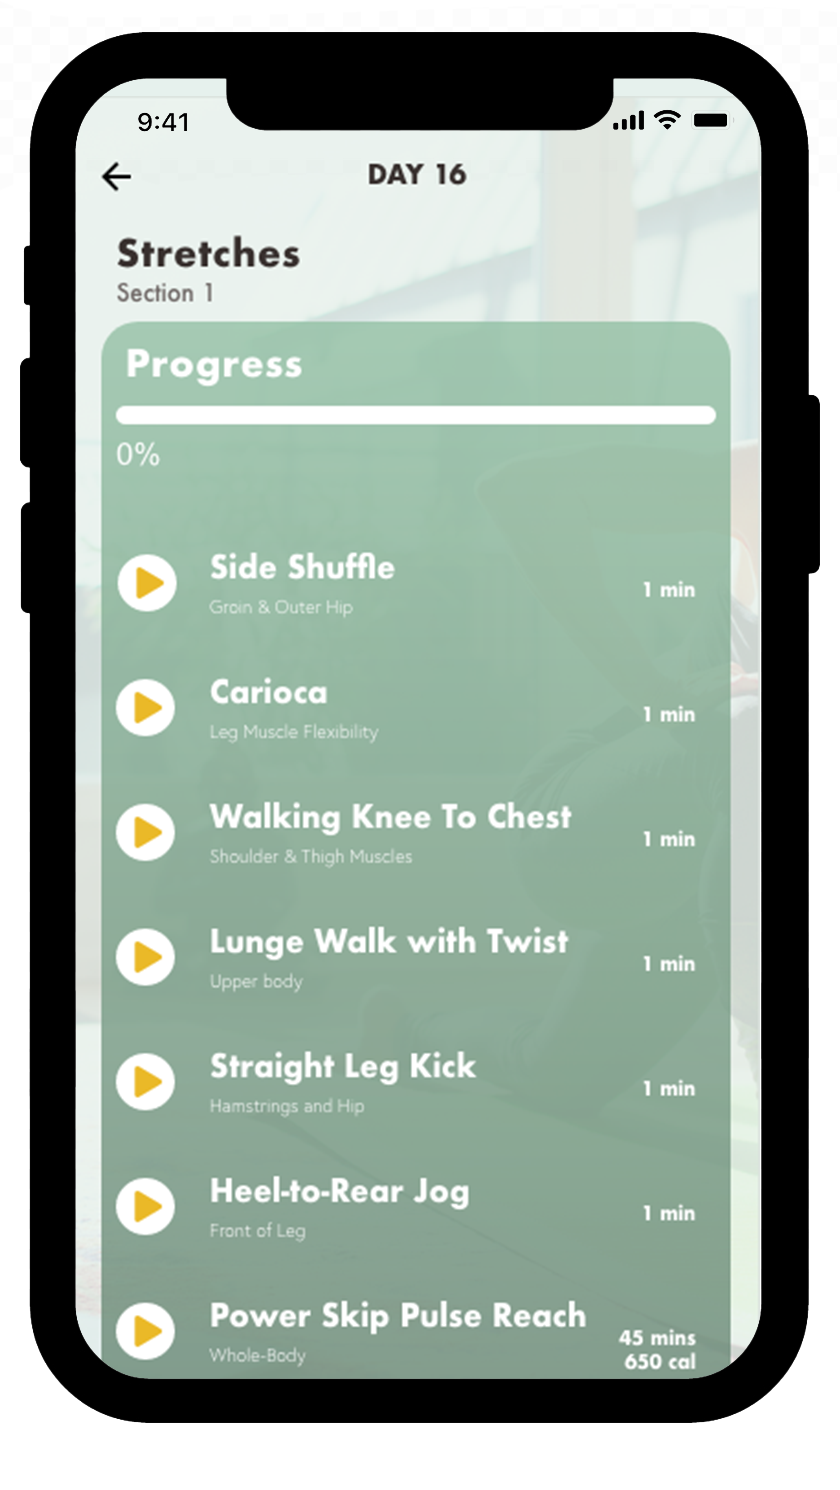 9:41
DAY 16
Stretches
Section 1
Progress
0%
Side Shuffle
Groin & Outer Hip
1 min
Carioca
Leg Muscle Flexibility
1 min
Walking Knee To Chest
Shoulder & Thigh Muscles
1 min
Lunge Walk with Twist
Upper body
1 min
Straight Leg Kick
Hamstrings and Hip
1 min
Heel-to-Rear Jog
Front of Leg
1 min
Power Skip Pulse Reach
Whole-Body
45 mins
650 cal